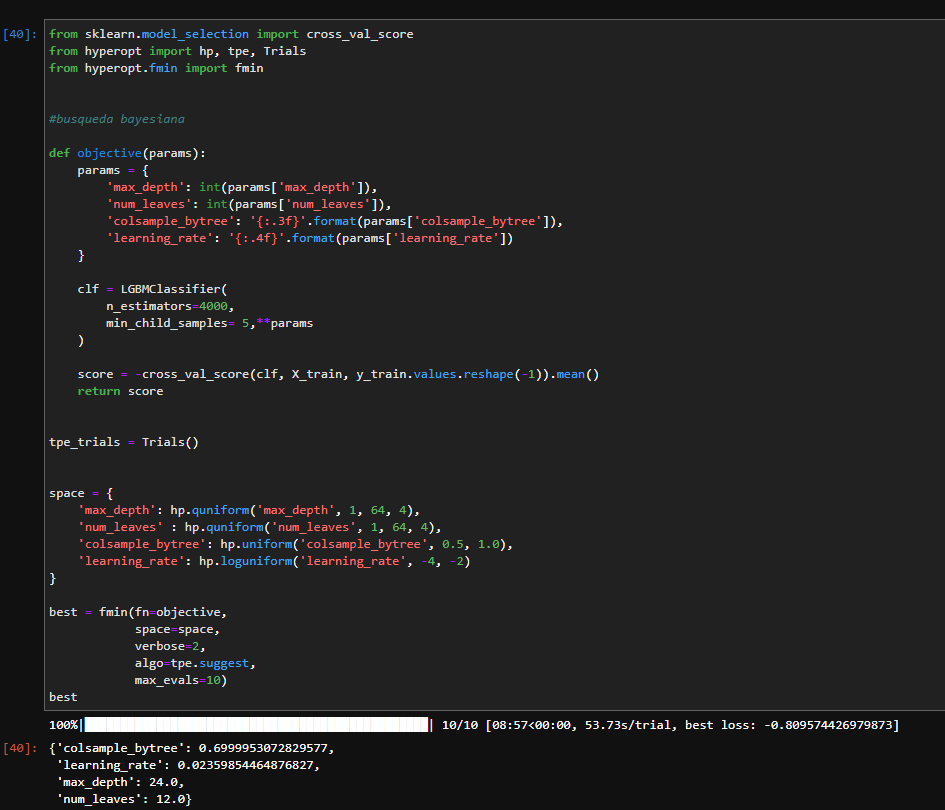 [40]: from sklearn.model_selection import cross_val_score
from hyperopt import hp, tpe, Trials
from hyperopt.fmin import fmin
#busqueda bayesiana
def objective(params):
    params = {
        'max_depth': int(params['max_depth']),
        'num_leaves': int(params['num_leaves']),
        'colsample_bytree': '{:.3f}'.format(params['colsample_bytree']),
        'learning_rate': '{:.4f}'.format(params['learning_rate'])
    }
    clf = LGBMClassifier(
        n_estimators=4000,
        min_child_samples= 5,**params
    )
    score = -cross_val_score(clf, X_train, y_train.values.reshape(-1)).mean()
    return score
tpe_trials = Trials()
space = {
    'max_depth': hp.quniform('max_depth', 1, 64, 4),
    'num_leaves' : hp.quniform('num_leaves', 1, 64, 4),
    'colsample_bytree': hp.uniform('colsample_bytree', 0.5, 1.0),
    'learning_rate': hp.loguniform('learning_rate', -4, -2)
}
best = fmin(fn=objective,
            space=space,
            verbose=2,
            algo=tpe.suggest,
            max_evals=10)
best
100%|██████████| 10/10 [08:57<00:00, 53.73s/trial, best loss: -0.809574426979873]
[40]: {'colsample_bytree': 0.6999953072829577,
 'learning_rate': 0.02359854464876827,
 'max_depth': 24.0,
 'num_leaves': 12.0}